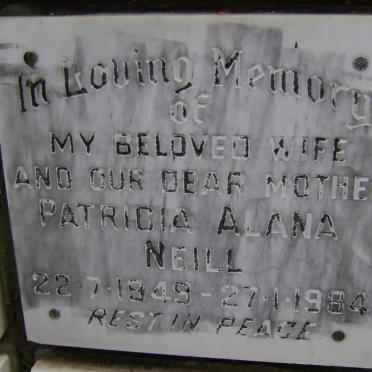 In Loving Memory
of
MY BELOVED WIFE
AND OUR DEAR MOTHER
PATRICIA ALANA
NEILL
22·7·1949 - 27·1·1984
REST IN PEACE